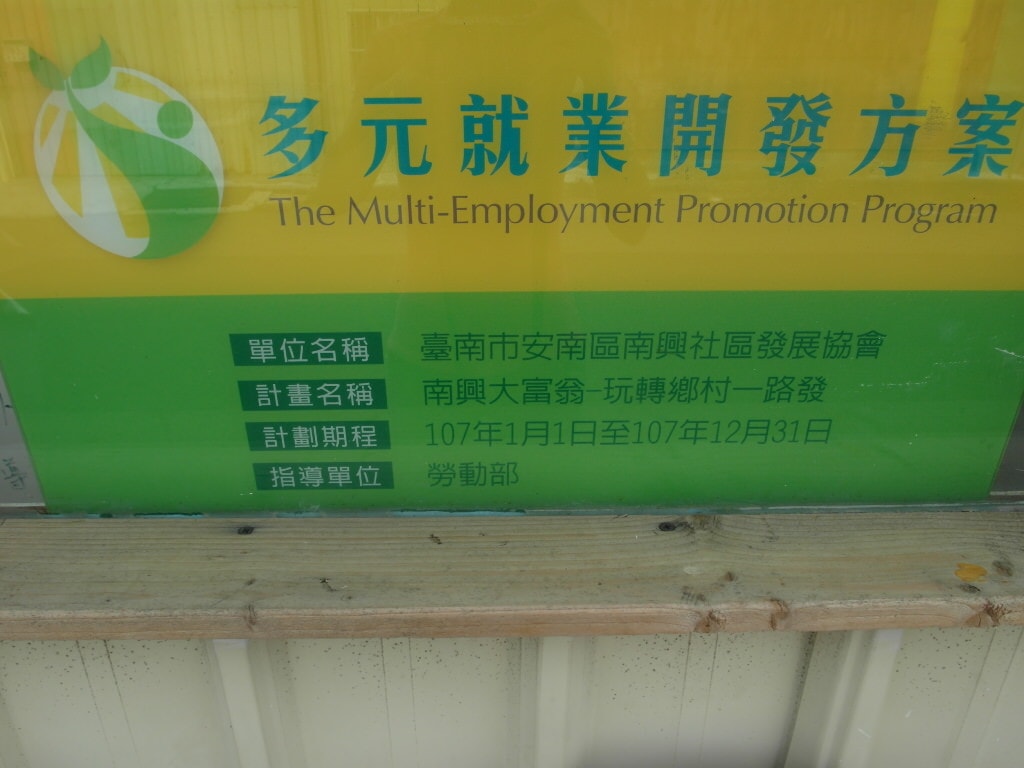 多元就業開發方案
The Multi-Employment Promotion Program
單位名稱 臺南市安南區南興社區發展協會
計畫名稱 南興大富翁-玩轉鄉村一路發
計劃期程 107年1月1日至107年12月31日
指導單位 勞動部
導